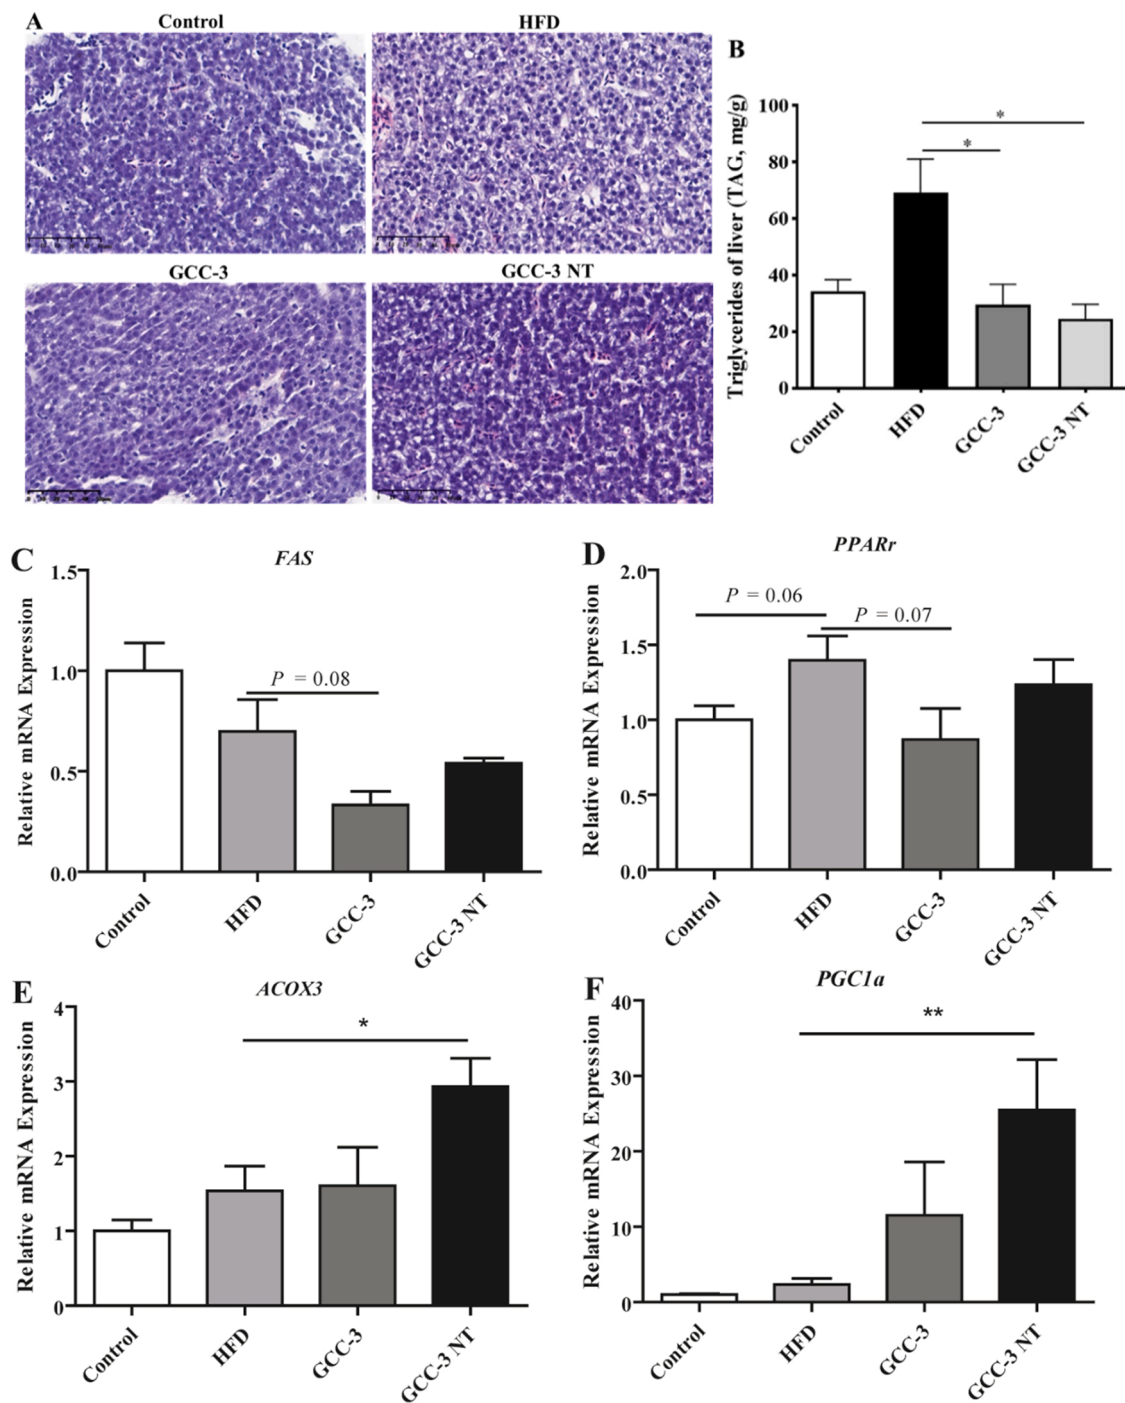 A
Control
HFD
GCC-3
GCC-3 NT
B
Triglycerides of liver (TAG, mg/g)
100
80
60
40
20
0
*
*
Control
HFD
GCC-3
GCC-3 NT
C
FAS
Relative mRNA Expression
1.5
1.0
0.5
0.0
P = 0.08
Control
HFD
GCC-3
GCC-3 NT
D
PPARr
Relative mRNA Expression
2.0
1.5
1.0
0.5
0.0
P = 0.06
P = 0.07
Control
HFD
GCC-3
GCC-3 NT
E
ACOX3
Relative mRNA Expression
4
3
2
1
0
*
Control
HFD
GCC-3
GCC-3 NT
F
PGC1a
Relative mRNA Expression
40
30
20
10
0
**
Control
HFD
GCC-3
GCC-3 NT